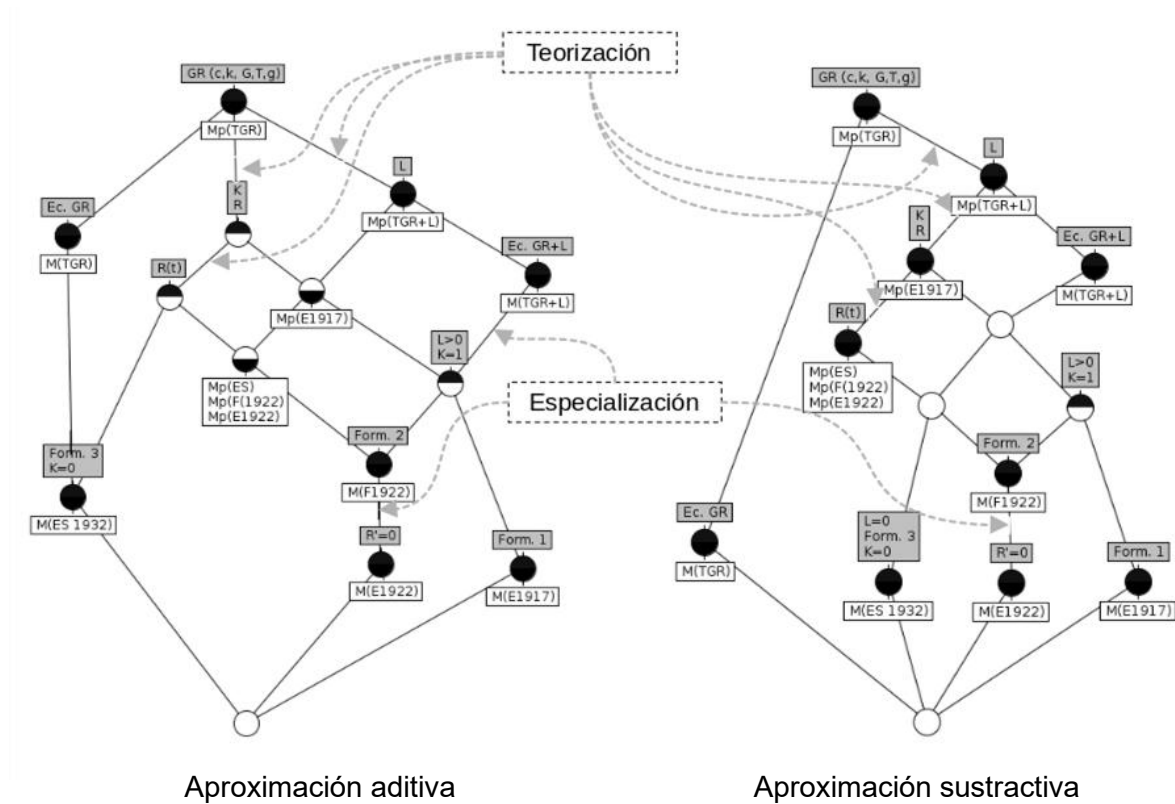 Teorización
GR (c,k, G,T,g)
Mp(TGR)
K
R
L
Mp(TGR+L)
Ec. GR
M(TGR)
R(t)
Mp(E1917)
Ec. GR+L
M(TGR+L)
L>0
K=1
Mp(ES)
Mp(F(1922)
Mp(E1922)
Especialización
Form. 3
K=0
M(ES 1932)
Form. 2
M(F1922)
R'=0
M(E1922)
Form. 1
M(E1917)
Aproximación aditiva
GR (c,k, G,T,g)
Mp(TGR)
L
Mp(TGR+L)
K
R
Mp(E1917)
Ec. GR+L
M(TGR+L)
R(t)
Mp(ES)
Mp(F(1922)
Mp(E1922)
L>0
K=1
Form. 2
M(F1922)
Ec. GR
M(TGR)
L=0
Form. 3
K=0
M(ES 1932)
R'=0
M(E1922)
Form. 1
M(E1917)
Aproximación sustractiva